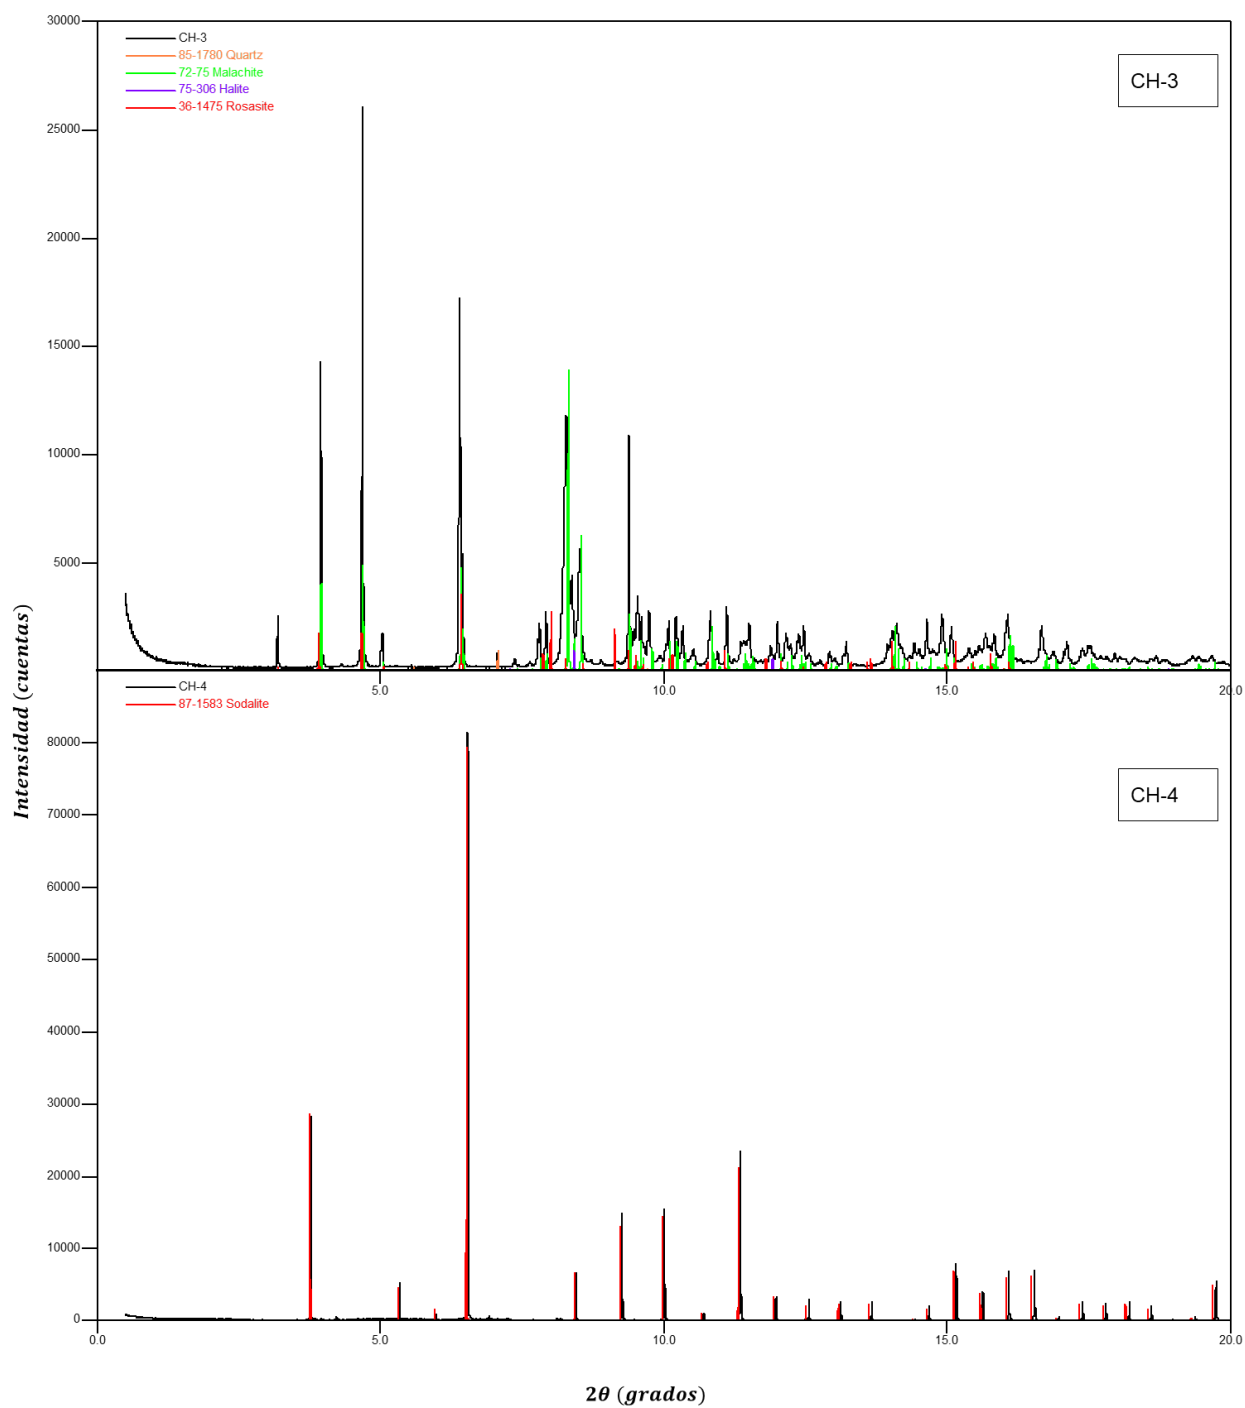 30000
CH-3
85-1780 Quartz
72-75 Malachite
75-306 Halite
36-1475 Rosasite
CH-3
25000
20000
15000
10000
5000
5.0
10.0
15.0
20.0
CH-4
87-1583 Sodalite
80000
CH-4
70000
60000
50000
40000
30000
20000
10000
0
0.0
5.0
10.0
15.0
20.0
Intensidad (cuentas)
2θ (grados)